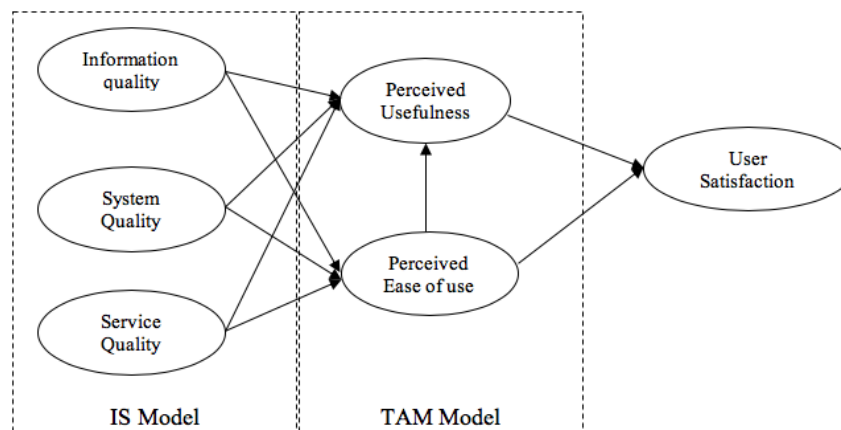 Information
quality
Perceived
Usefulness
User
Satisfaction
System
Quality
Perceived
Ease of use
Service
Quality
IS Model
TAM Model